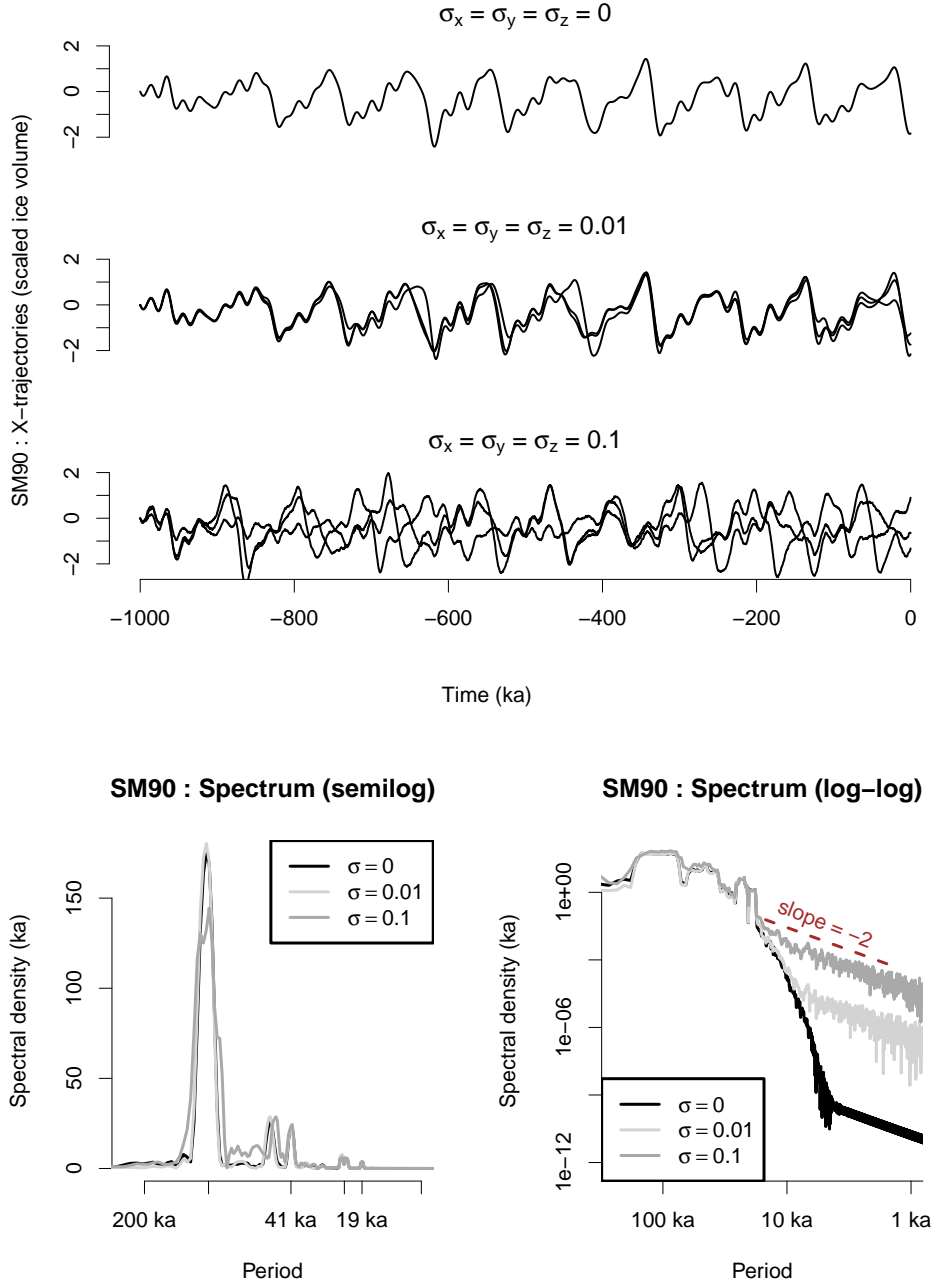 σx = σy = σz = 0
SM90 : X−trajectories (scaled ice volume)
2
0
−2
σx = σy = σz = 0.01
2
0
−2
σx = σy = σz = 0.1
2
0
−2
−1000 −800 −600 −400 −200 0
Time (ka)
SM90 : Spectrum (semilog)
Spectral density (ka)
150
100
50
0
σ = 0
σ = 0.01
σ = 0.1
200 ka 41 ka 19 ka
Period
SM90 : Spectrum (log−log)
Spectral density (ka)
1e+00
1e−06
1e−12
slope = −2
σ = 0
σ = 0.01
σ = 0.1
100 ka 10 ka 1 ka
Period